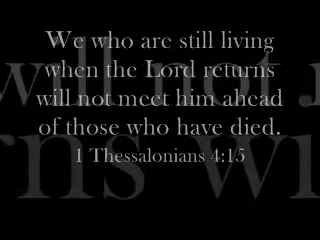 We who are still living
when the Lord returns
will not meet him ahead
of those who have died.
1 Thessalonians 4:15